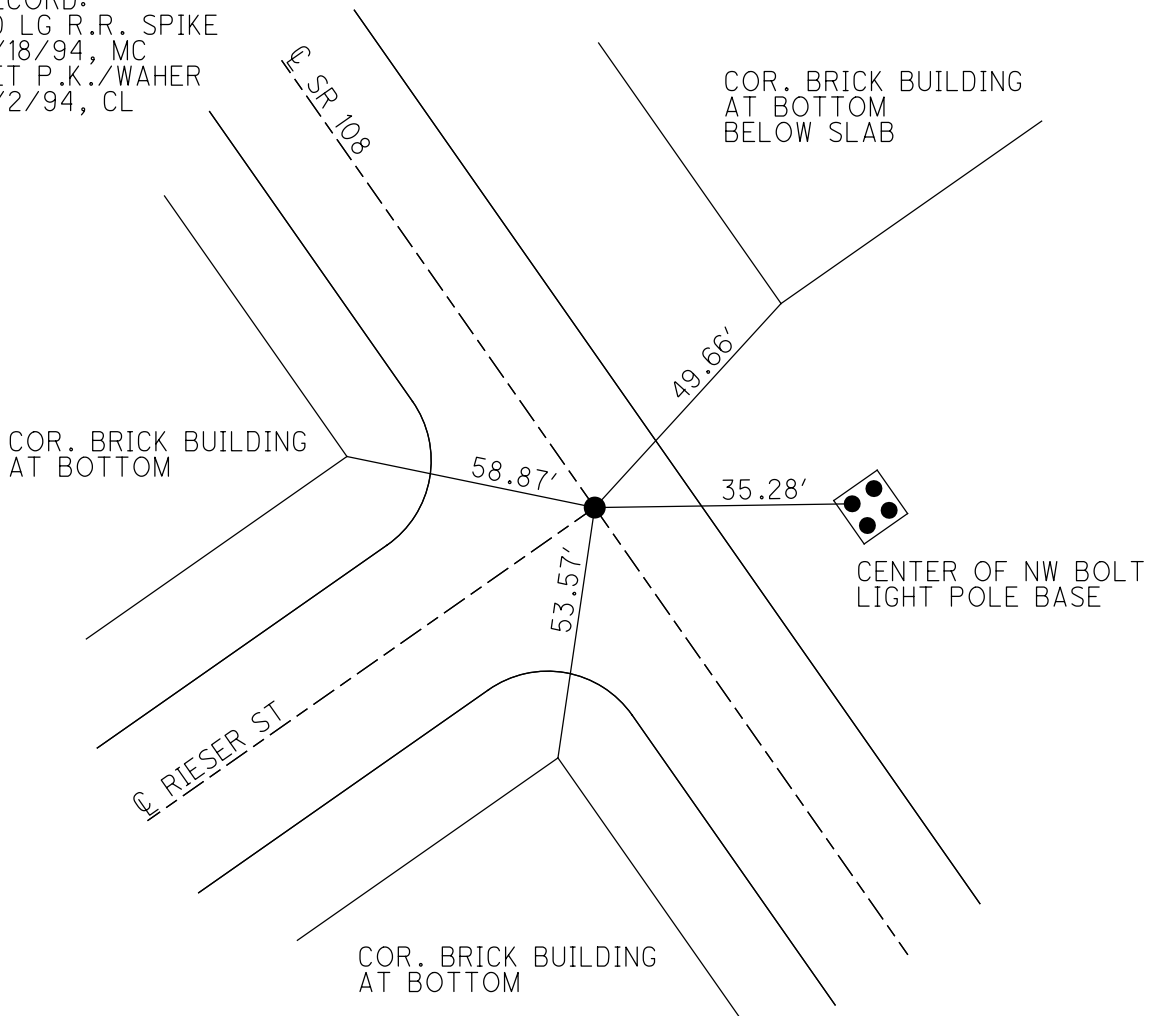 LG R.R. SPIKE
18/94, MC
P.K./WAHER
2/94, CL
℄ SR 108
COR. BRICK BUILDING
AT BOTTOM
BELOW SLAB
49.66′
COR. BRICK BUILDING
AT BOTTOM
58.87′
35.28′
CENTER OF NW BOLT
LIGHT POLE BASE
53.57′
℄ RIESER ST
COR. BRICK BUILDING
AT BOTTOM